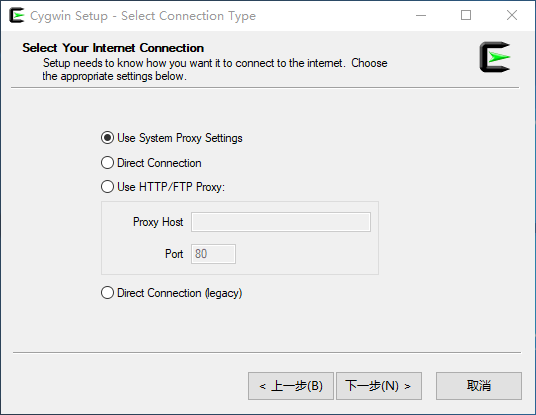 Cygwin Setup - Select Connection Type
Select Your Internet Connection
Setup needs to know how you want it to connect to the internet.  Choose
the appropriate settings below.
Use System Proxy Settings
Direct Connection
Use HTTP/FTP Proxy:
Proxy Host
Port 80
Direct Connection (legacy)
< 上一步(B) 下一步(N) > 取消